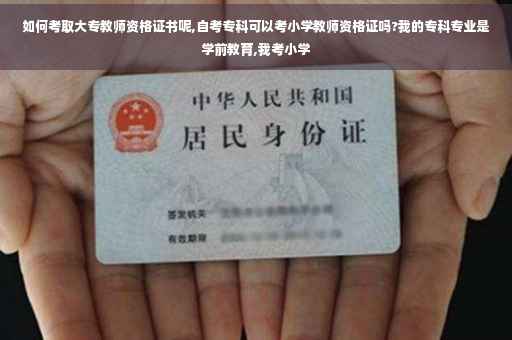 如何考取大专教师资格证书呢,自考专科可以考小学教师资格证吗?我的专科专业是
学前教育,我考小学
中华人民共和国
居民身份证
签发机关
有效期限